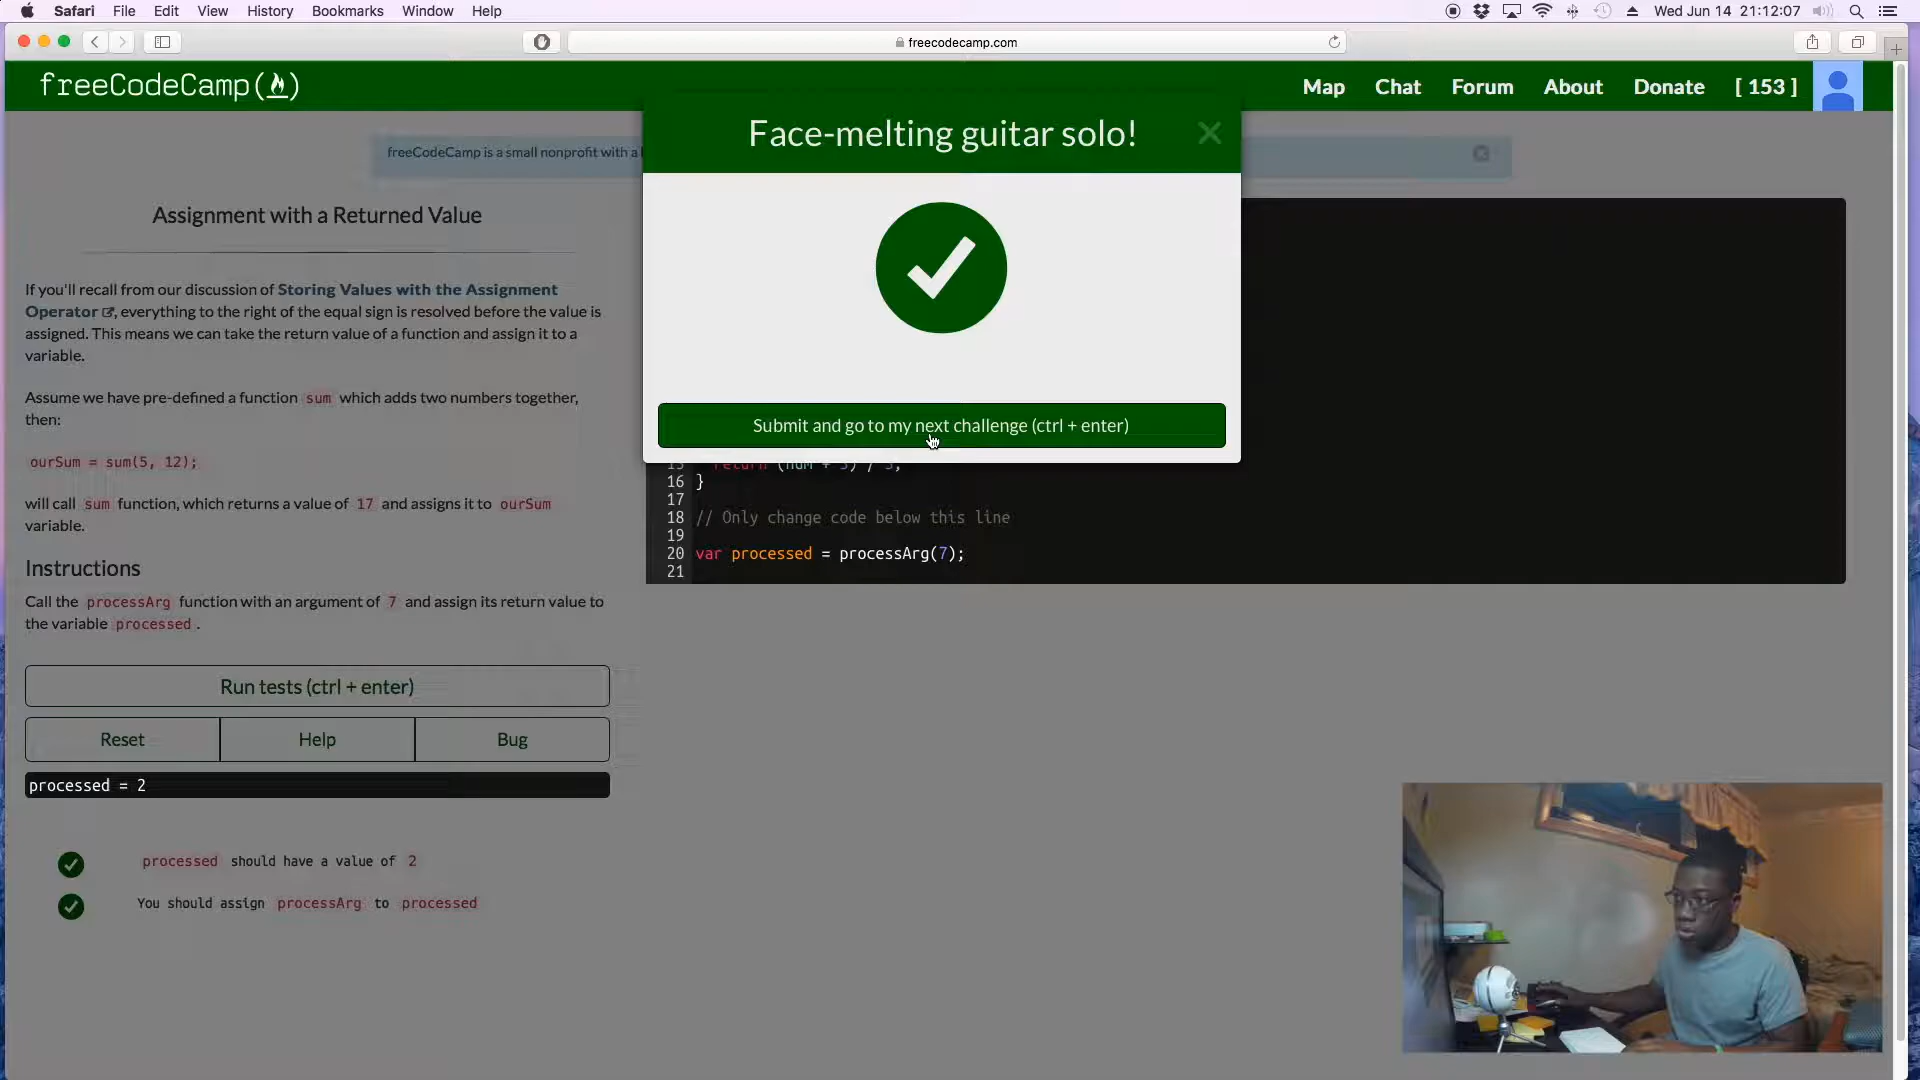 Safari File Edit View History Bookmarks Window Help Wed Jun 14 21:12:07
freecodecamp.com
freeCodeCamp Map Chat Forum About Donate [ 153 ]
Face-melting guitar solo!
freeCodeCamp is a small nonprofit with a
Submit and go to my next challenge (ctrl + enter)
Assignment with a Returned Value
If you'll recall from our discussion of Storing Values with the Assignment
Operator, everything to the right of the equal sign is resolved before the value is
assigned. This means we can take the return value of a function and assign it to a
variable.
Assume we have pre-defined a function sum which adds two numbers together,
then:
ourSum = sum(5, 12);
will call sum function, which returns a value of 17 and assigns it to ourSum
variable.
Instructions
Call the processArg function with an argument of 7 and assign its return value to
the variable processed.
Run tests (ctrl + enter)
Reset Help Bug
processed = 2
processed should have a value of 2
You should assign processArg to processed
15 return (num + 3) / 5;
16 }
17
18 // Only change code below this line
19
20 var processed = processArg(7);
21